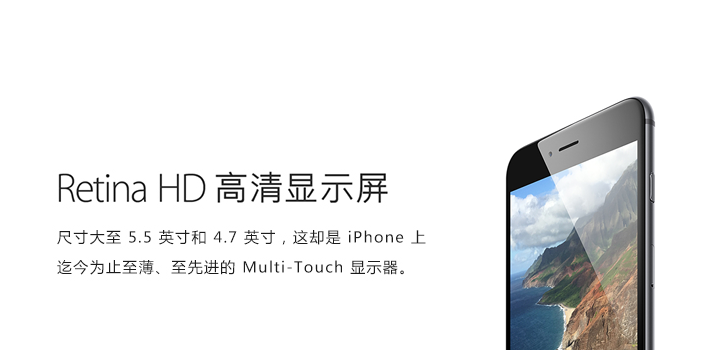 Retina HD 高清显示屏
尺寸大至 5.5 英寸和 4.7 英寸，这却是 iPhone 上
迄今为止至薄、至先进的 Multi-Touch 显示器。